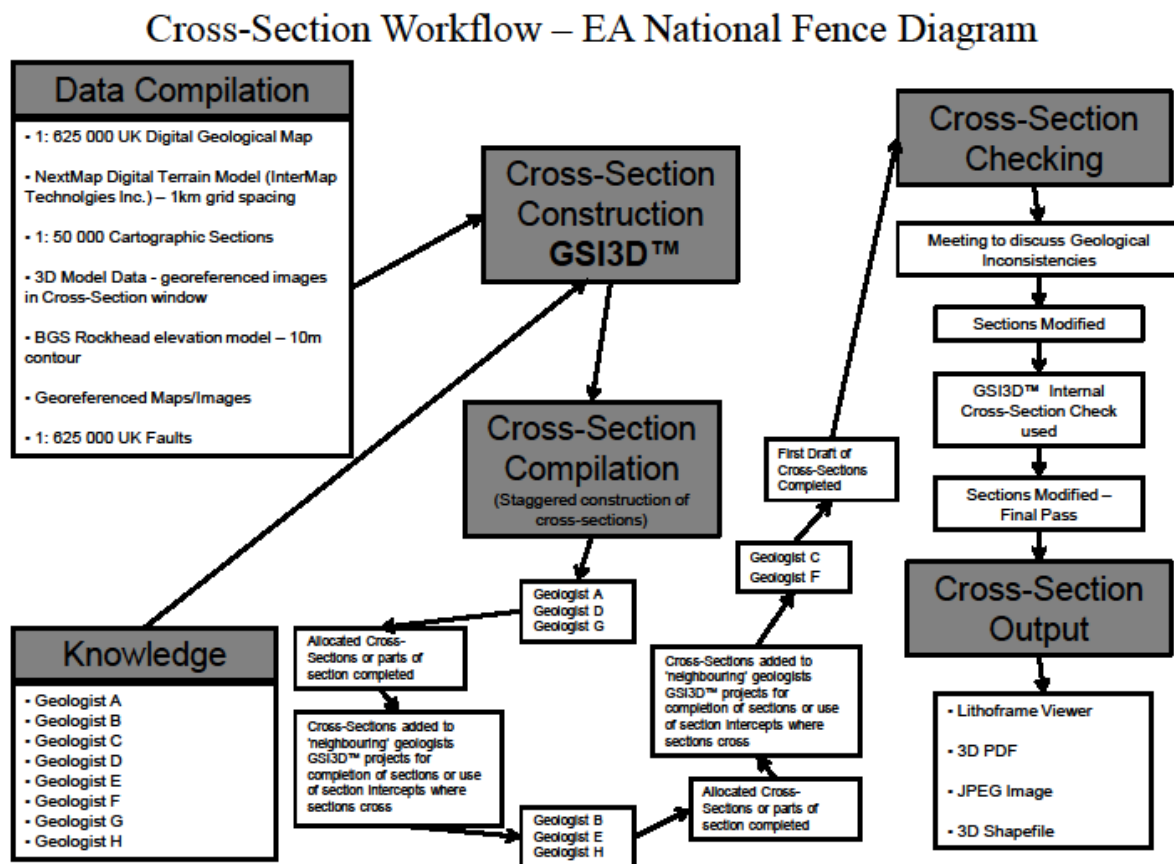 Cross-Section Workflow – EA National Fence Diagram
Data Compilation
• 1: 625 000 UK Digital Geological Map
• NextMap Digital Terrain Model (InterMap
Technolgies Inc.) – 1km grid spacing
• 1: 50 000 Cartographic Sections
• 3D Model Data - georeferenced images
in Cross-Section window
• BGS Rockhead elevation model – 10m
contour
• Georeferenced Maps/Images
• 1: 625 000 UK Faults
Knowledge
• Geologist A
• Geologist B
• Geologist C
• Geologist D
• Geologist E
• Geologist F
• Geologist G
• Geologist H
Cross-Section
Construction
GSI3D™
Cross-Section
Compilation
(Staggered construction of
cross-sections)
Geologist A
Geologist D
Geologist G
Allocated Cross-
Sections or parts of
section completed
Cross-Sections added to
'neighbouring' geologists
GSI3D™ projects for
completion of sections or use
of section intercepts where
sections cross
Geologist B
Geologist E
Geologist H
Allocated Cross-
Sections or parts of
section completed
Cross-Sections added to
'neighbouring' geologists
GSI3D™ projects for
completion of sections or use
of section intercepts where
sections cross
Geologist C
Geologist F
First Draft of
Cross-Sections
Completed
Cross-Section
Checking
Meeting to discuss Geological
Inconsistencies
Sections Modified
GSI3D™ Internal
Cross-Section Check
used
Sections Modified –
Final Pass
Cross-Section
Output
• Lithoframe Viewer
• 3D PDF
• JPEG Image
• 3D Shapefile